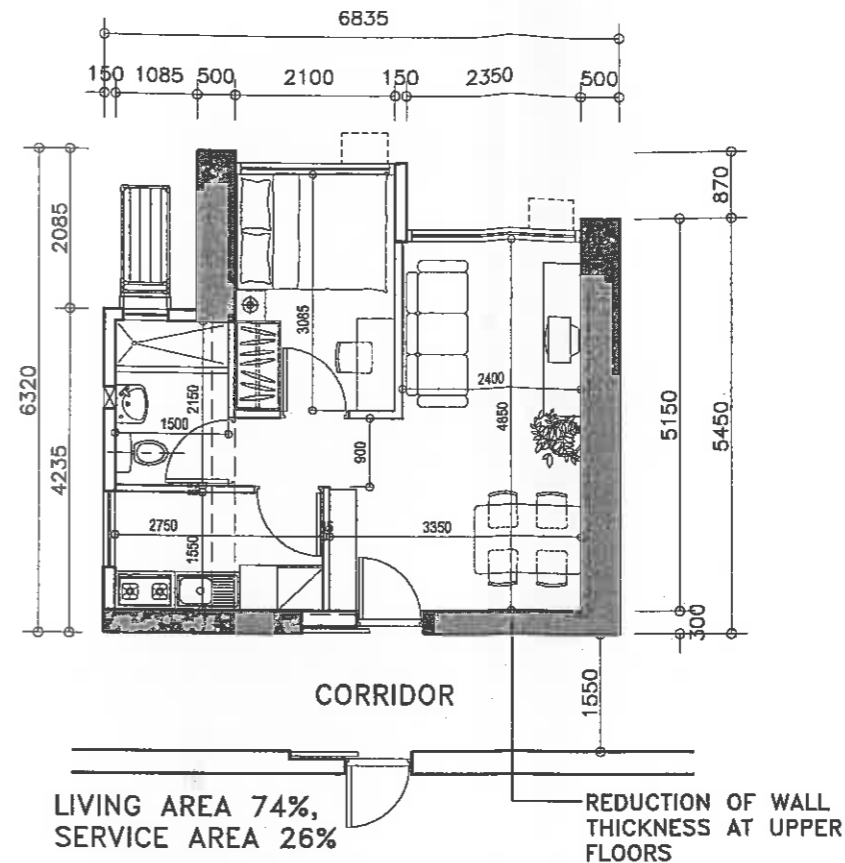 6835
150 1085 500 2100 150 2350 500
870
2085
6320
4235
3085
2400
4850
2150
1500
900
5150
5450
2750
3350
1550
300
1550
CORRIDOR
LIVING AREA 74%,
SERVICE AREA 26%
REDUCTION OF WALL
THICKNESS AT UPPER
FLOORS